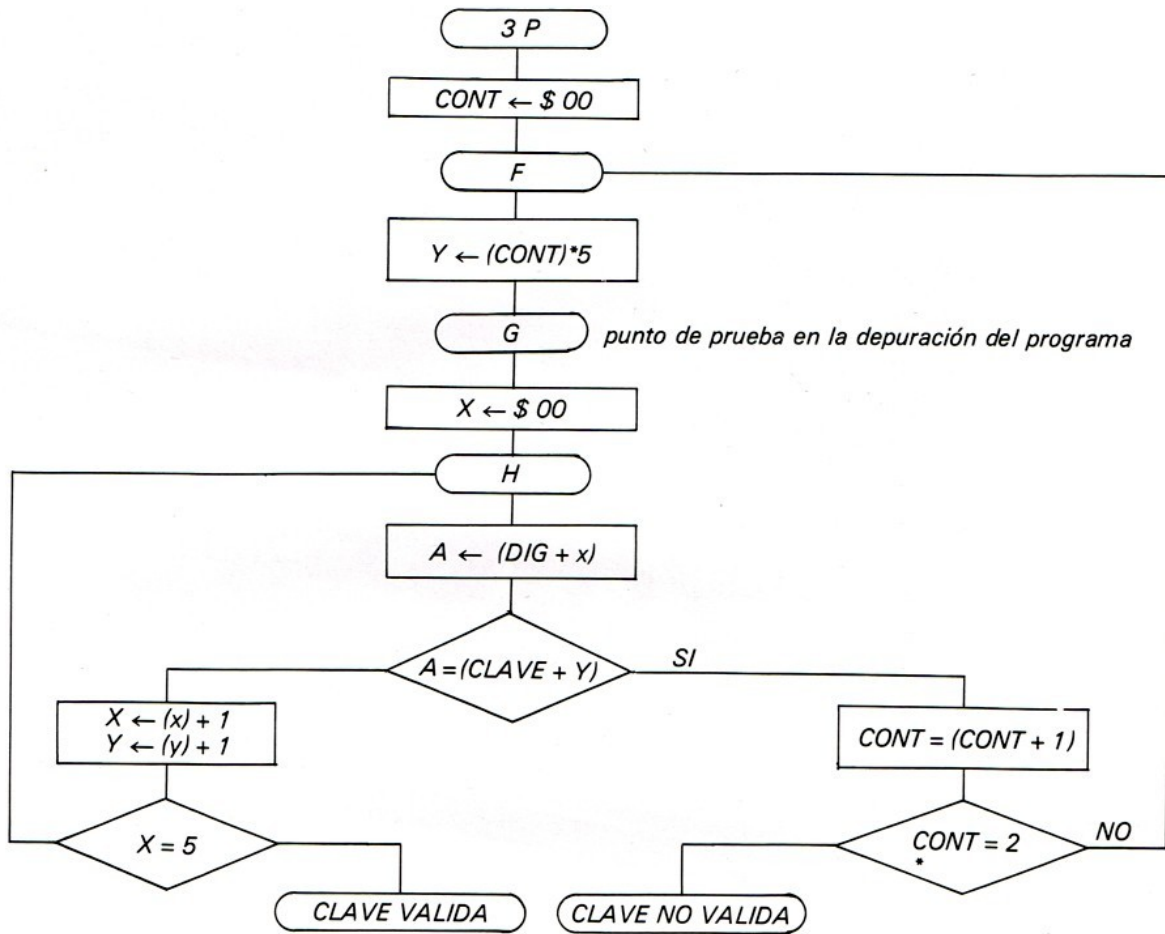 3 P
CONT ← $ 00
F
Y ← (CONT)*5
G
punto de prueba en la depuración del programa
X ← $ 00
H
A ← (DIG + x)
A = (CLAVE + Y)
SI
X ← (x) + 1
Y ← (y) + 1
CONT = (CONT + 1)
X = 5
CONT = 2
*
NO
CLAVE VALIDA
CLAVE NO VALIDA